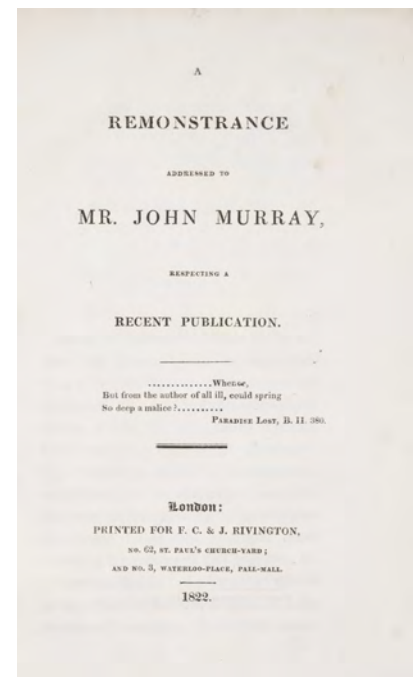 A
REMONSTRANCE
ADDRESSED TO
MR. JOHN MURRAY,
RESPECTING A
RECENT PUBLICATION.
.............Whence,
But from the author of all ill, could spring
So deep a malice?..........
PARADISE LOST, B. II. 380.
London:
PRINTED FOR F. C. & J. RIVINGTON,
NO. 62, ST. PAUL'S CHURCH-YARD;
AND NO. 3, WATERLOO-PLACE, PALL-MALL.
1822.